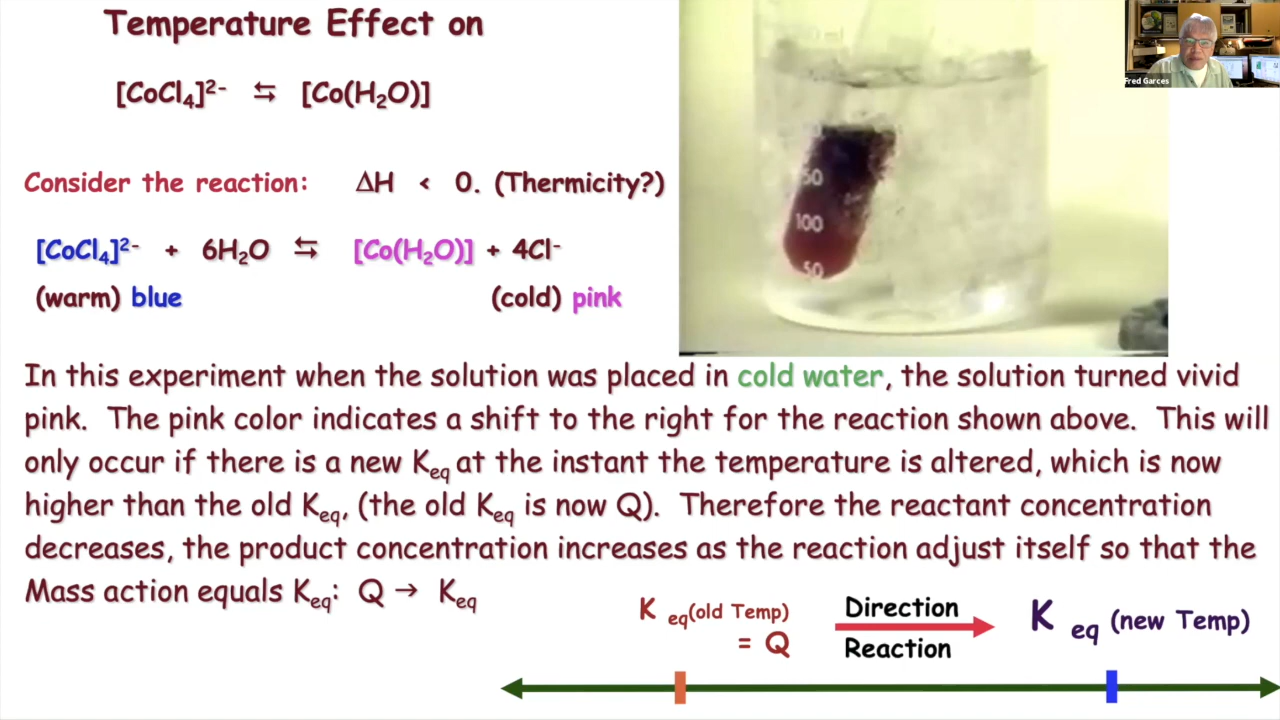 Temperature Effect on
[CoCl₄]²⁻ ⇆ [Co(H₂O)]
Consider the reaction: ΔH < 0. (Thermicity?)
[CoCl₄]²⁻ + 6H₂O ⇆ [Co(H₂O)] + 4Cl⁻
(warm) blue (cold) pink
Fred Garces
50
100
50
In this experiment when the solution was placed in cold water, the solution turned vivid
pink. The pink color indicates a shift to the right for the reaction shown above. This will
only occur if there is a new Keq at the instant the temperature is altered, which is now
higher than the old Keq, (the old Keq is now Q). Therefore the reactant concentration
decreases, the product concentration increases as the reaction adjust itself so that the
Mass action equals Keq: Q → Keq
K eq(old Temp)
= Q
Direction
Reaction
K eq (new Temp)